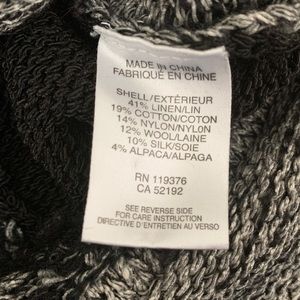 MADE IN CHINA
FABRIQUÉ EN CHINE
SHELL/EXTÉRIEUR
41% LINEN/LIN
19% COTTON/COTON
14% NYLON/NYLON
12% WOOL/LAINE
10% SILK/SOIE
4% ALPACA/ALPAGA
RN 119376
CA 52192
SEE REVERSE SIDE
FOR CARE INSTRUCTION
DIRECTIVE D'ENTRETIEN AU VERSO